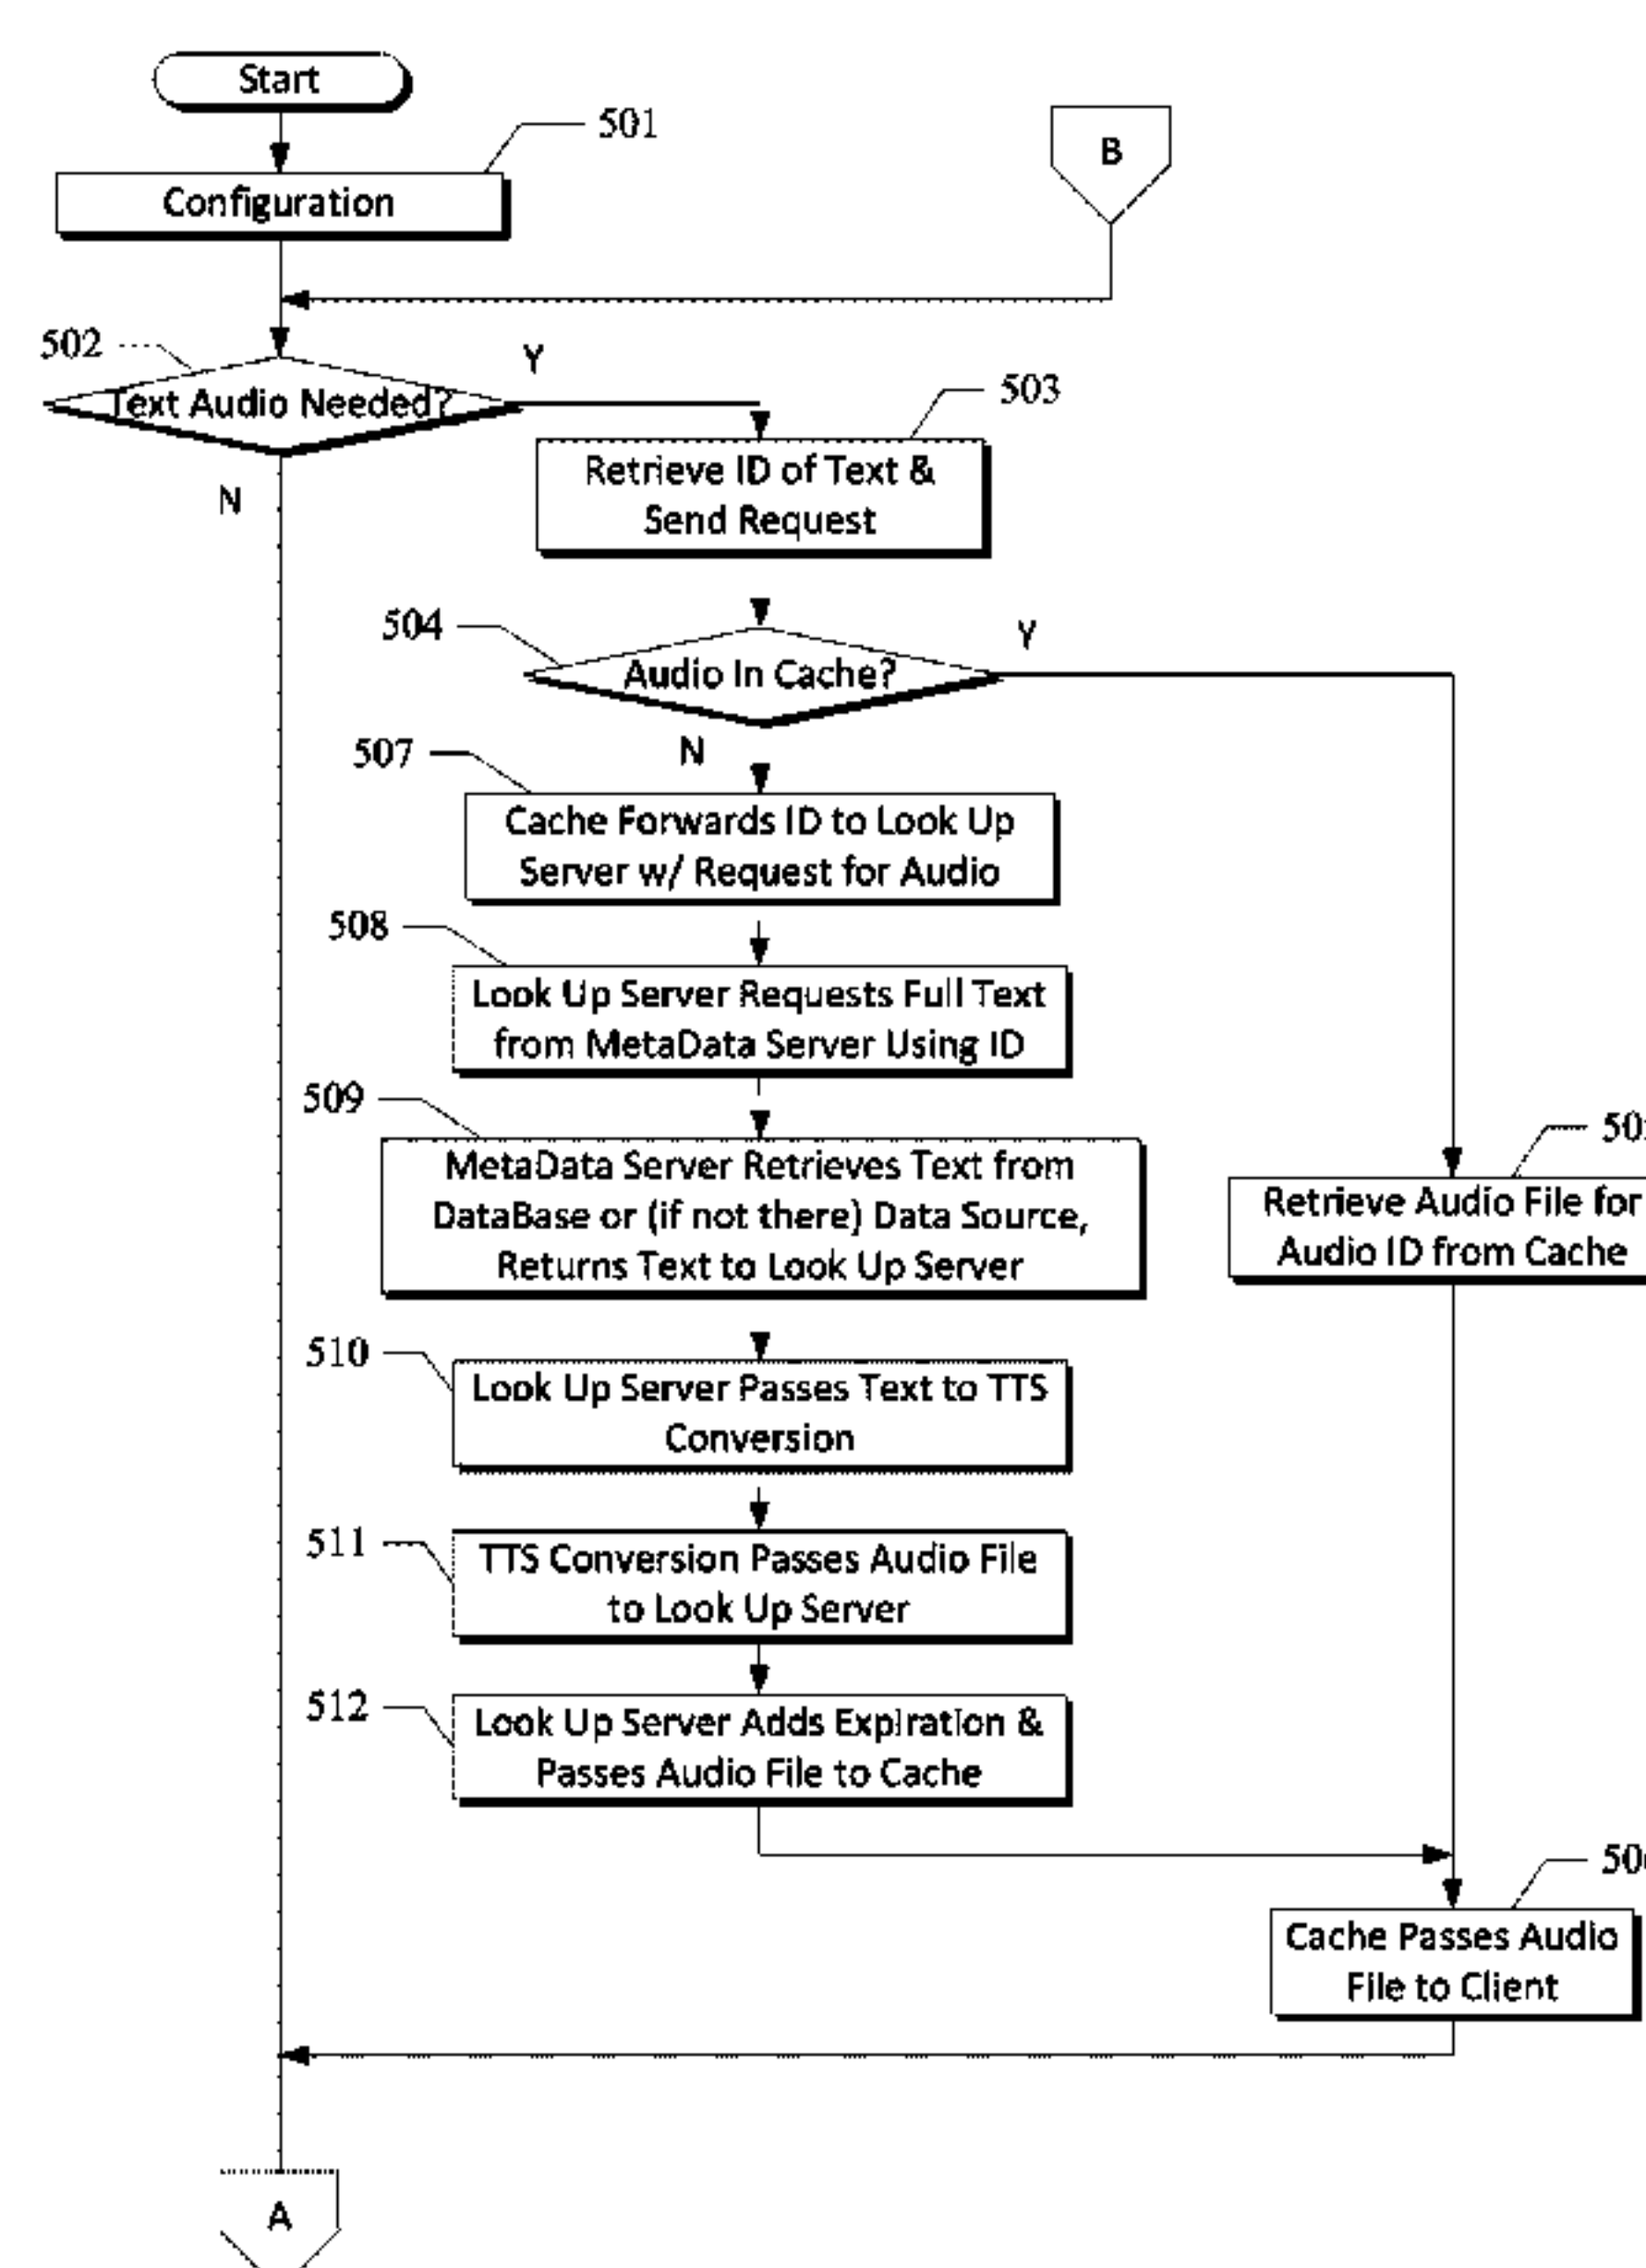 Start
501
Configuration
B
502
Y
Text Audio Needed?
503
N
Retrieve ID of Text &
Send Request
504
Y
Audio In Cache?
N
507
Cache Forwards ID to Look Up
Server w/ Request for Audio
508
Look Up Server Requests Full Text
from MetaData Server Using ID
509
MetaData Server Retrieves Text from
DataBase or (if not there) Data Source,
Returns Text to Look Up Server
Retrieve Audio File for
Audio ID from Cache
510
Look Up Server Passes Text to TTS
Conversion
511
TTS Conversion Passes Audio File
to Look Up Server
512
Look Up Server Adds Expiration &
Passes Audio File to Cache
Cache Passes Audio
File to Client
A